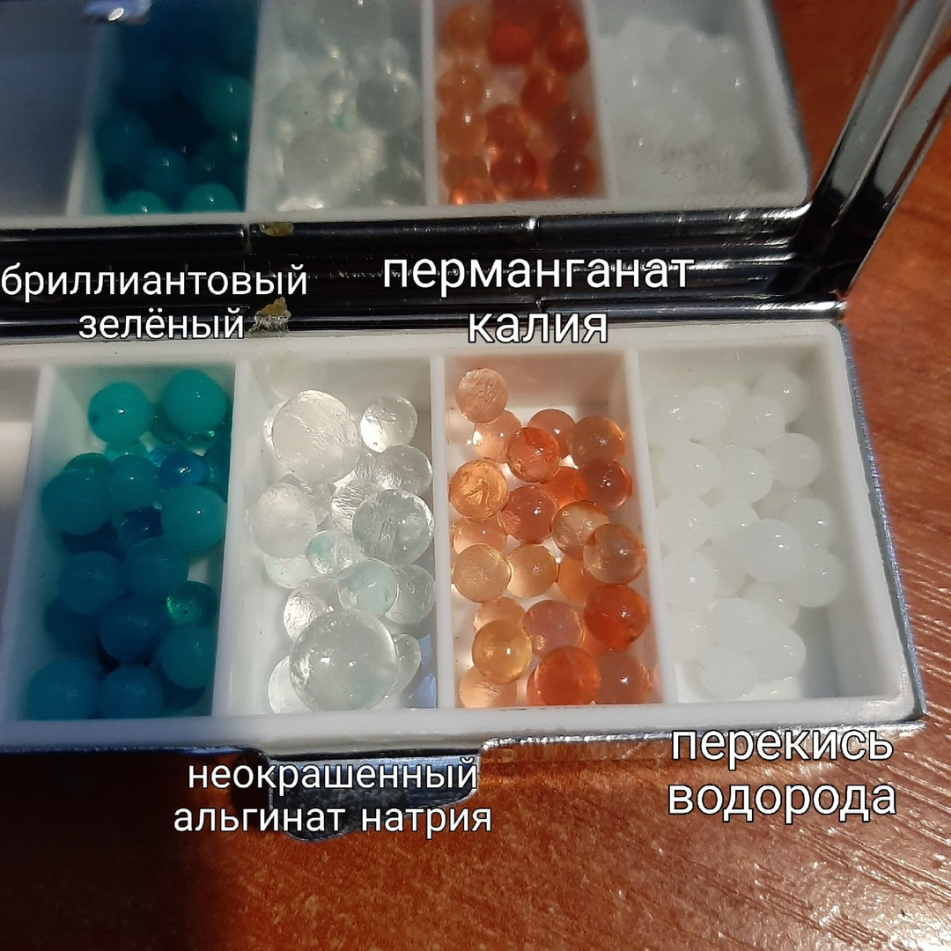 бриллиантовый
зелёный
перманганат
калия
неокрашенный
альгинат натрия
перекись
водорода